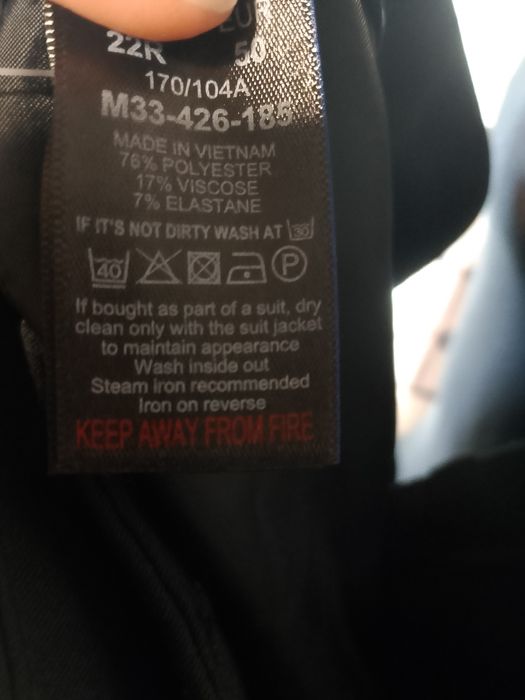 EUR
22R 50
170/104A
M33-426-185
MADE IN VIETNAM
76% POLYESTER
17% VISCOSE
7% ELASTANE
IF IT'S NOT DIRTY WASH AT 30
40 P
If bought as part of a suit, dry
clean only with the suit jacket
to maintain appearance
Wash inside out
Steam iron recommended
Iron on reverse
KEEP AWAY FROM FIRE